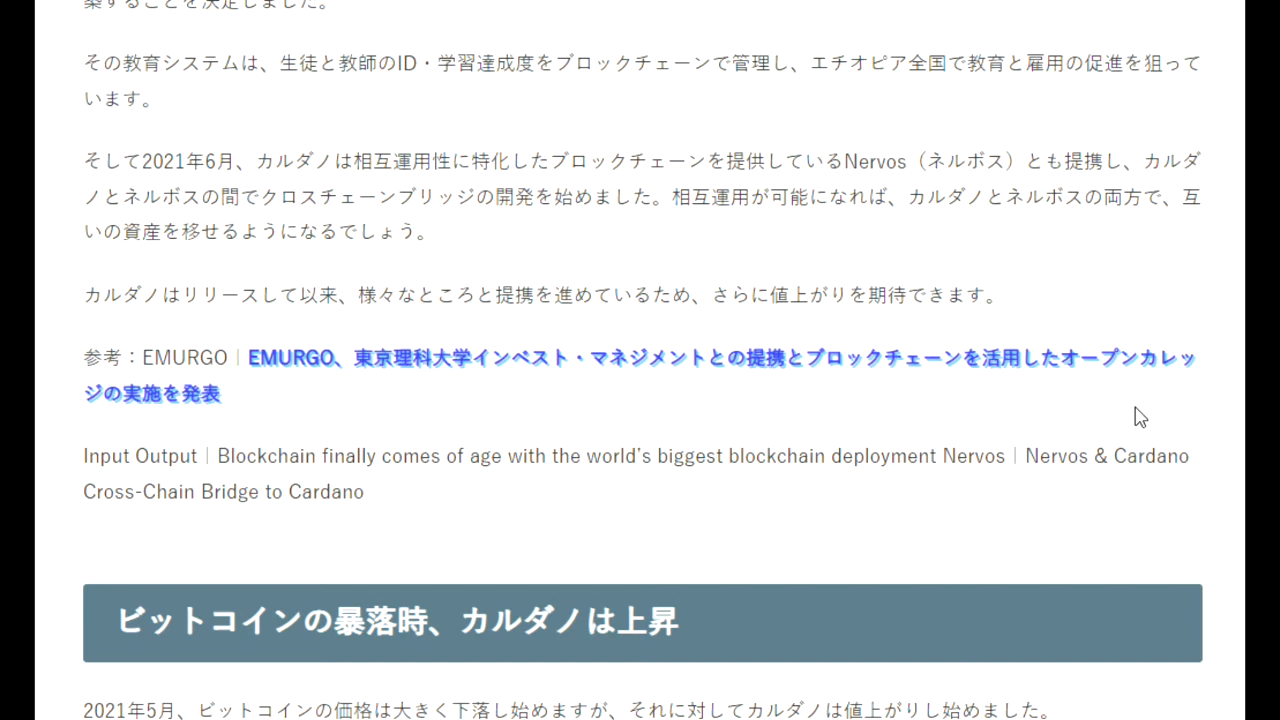 築することを決定しました。
その教育システムは、生徒と教師のID・学習達成度をブロックチェーンで管理し、エチオピア全国で教育と雇用の促進を狙って
います。
そして2021年6月、カルダノは相互運用性に特化したブロックチェーンを提供しているNervos（ネルボス）とも提携し、カルダ
ノとネルボスの間でクロスチェーンブリッジの開発を始めました。相互運用が可能になれば、カルダノとネルボスの両方で、互
いの資産を移せるようになるでしょう。
カルダノはリリースして以来、様々なところと提携を進めているため、さらに値上がりを期待できます。
参考：EMURGO｜EMURGO、東京理科大学インベスト・マネジメントとの提携とブロックチェーンを活用したオープンカレッ
ジの実施を発表
Input Output｜Blockchain finally comes of age with the world’s biggest blockchain deployment Nervos｜Nervos & Cardano
Cross-Chain Bridge to Cardano
ビットコインの暴落時、カルダノは上昇
2021年5月、ビットコインの価格は大きく下落し始めますが、それに対してカルダノは値上がりし始めました。